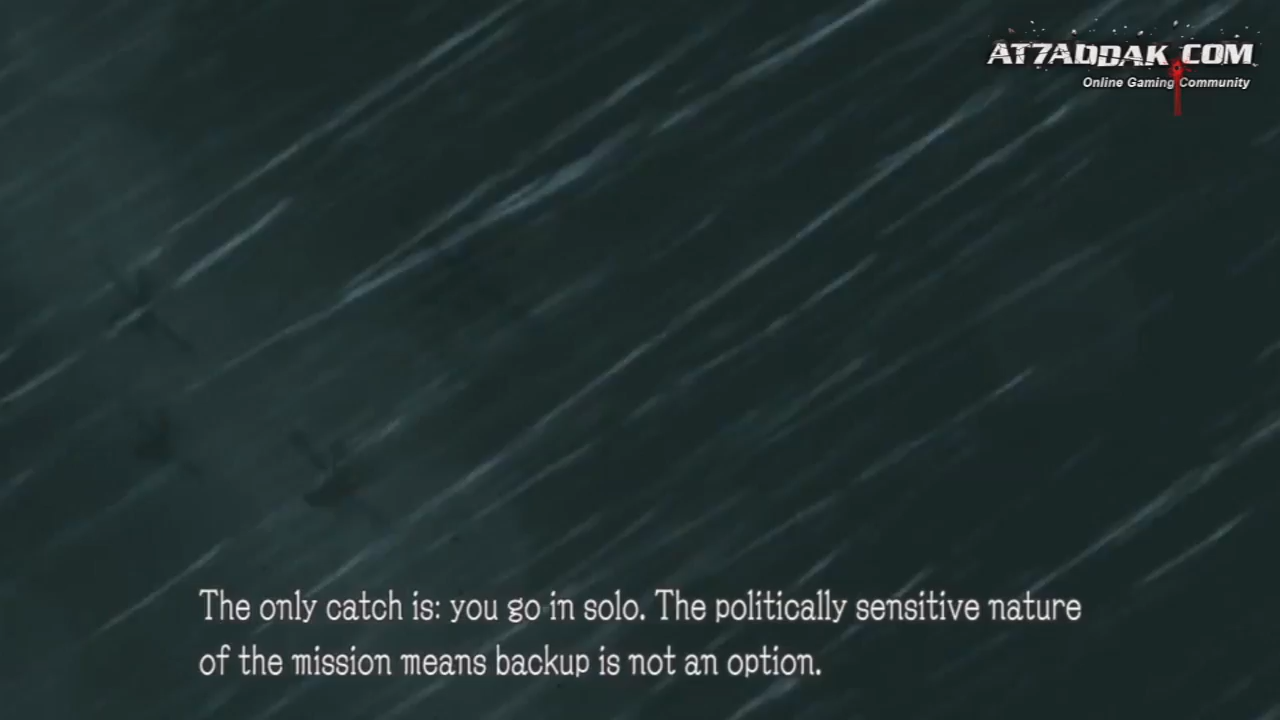 AT7ADDAK.COM
Online Gaming Community
The only catch is: you go in solo. The politically sensitive nature
of the mission means backup is not an option.